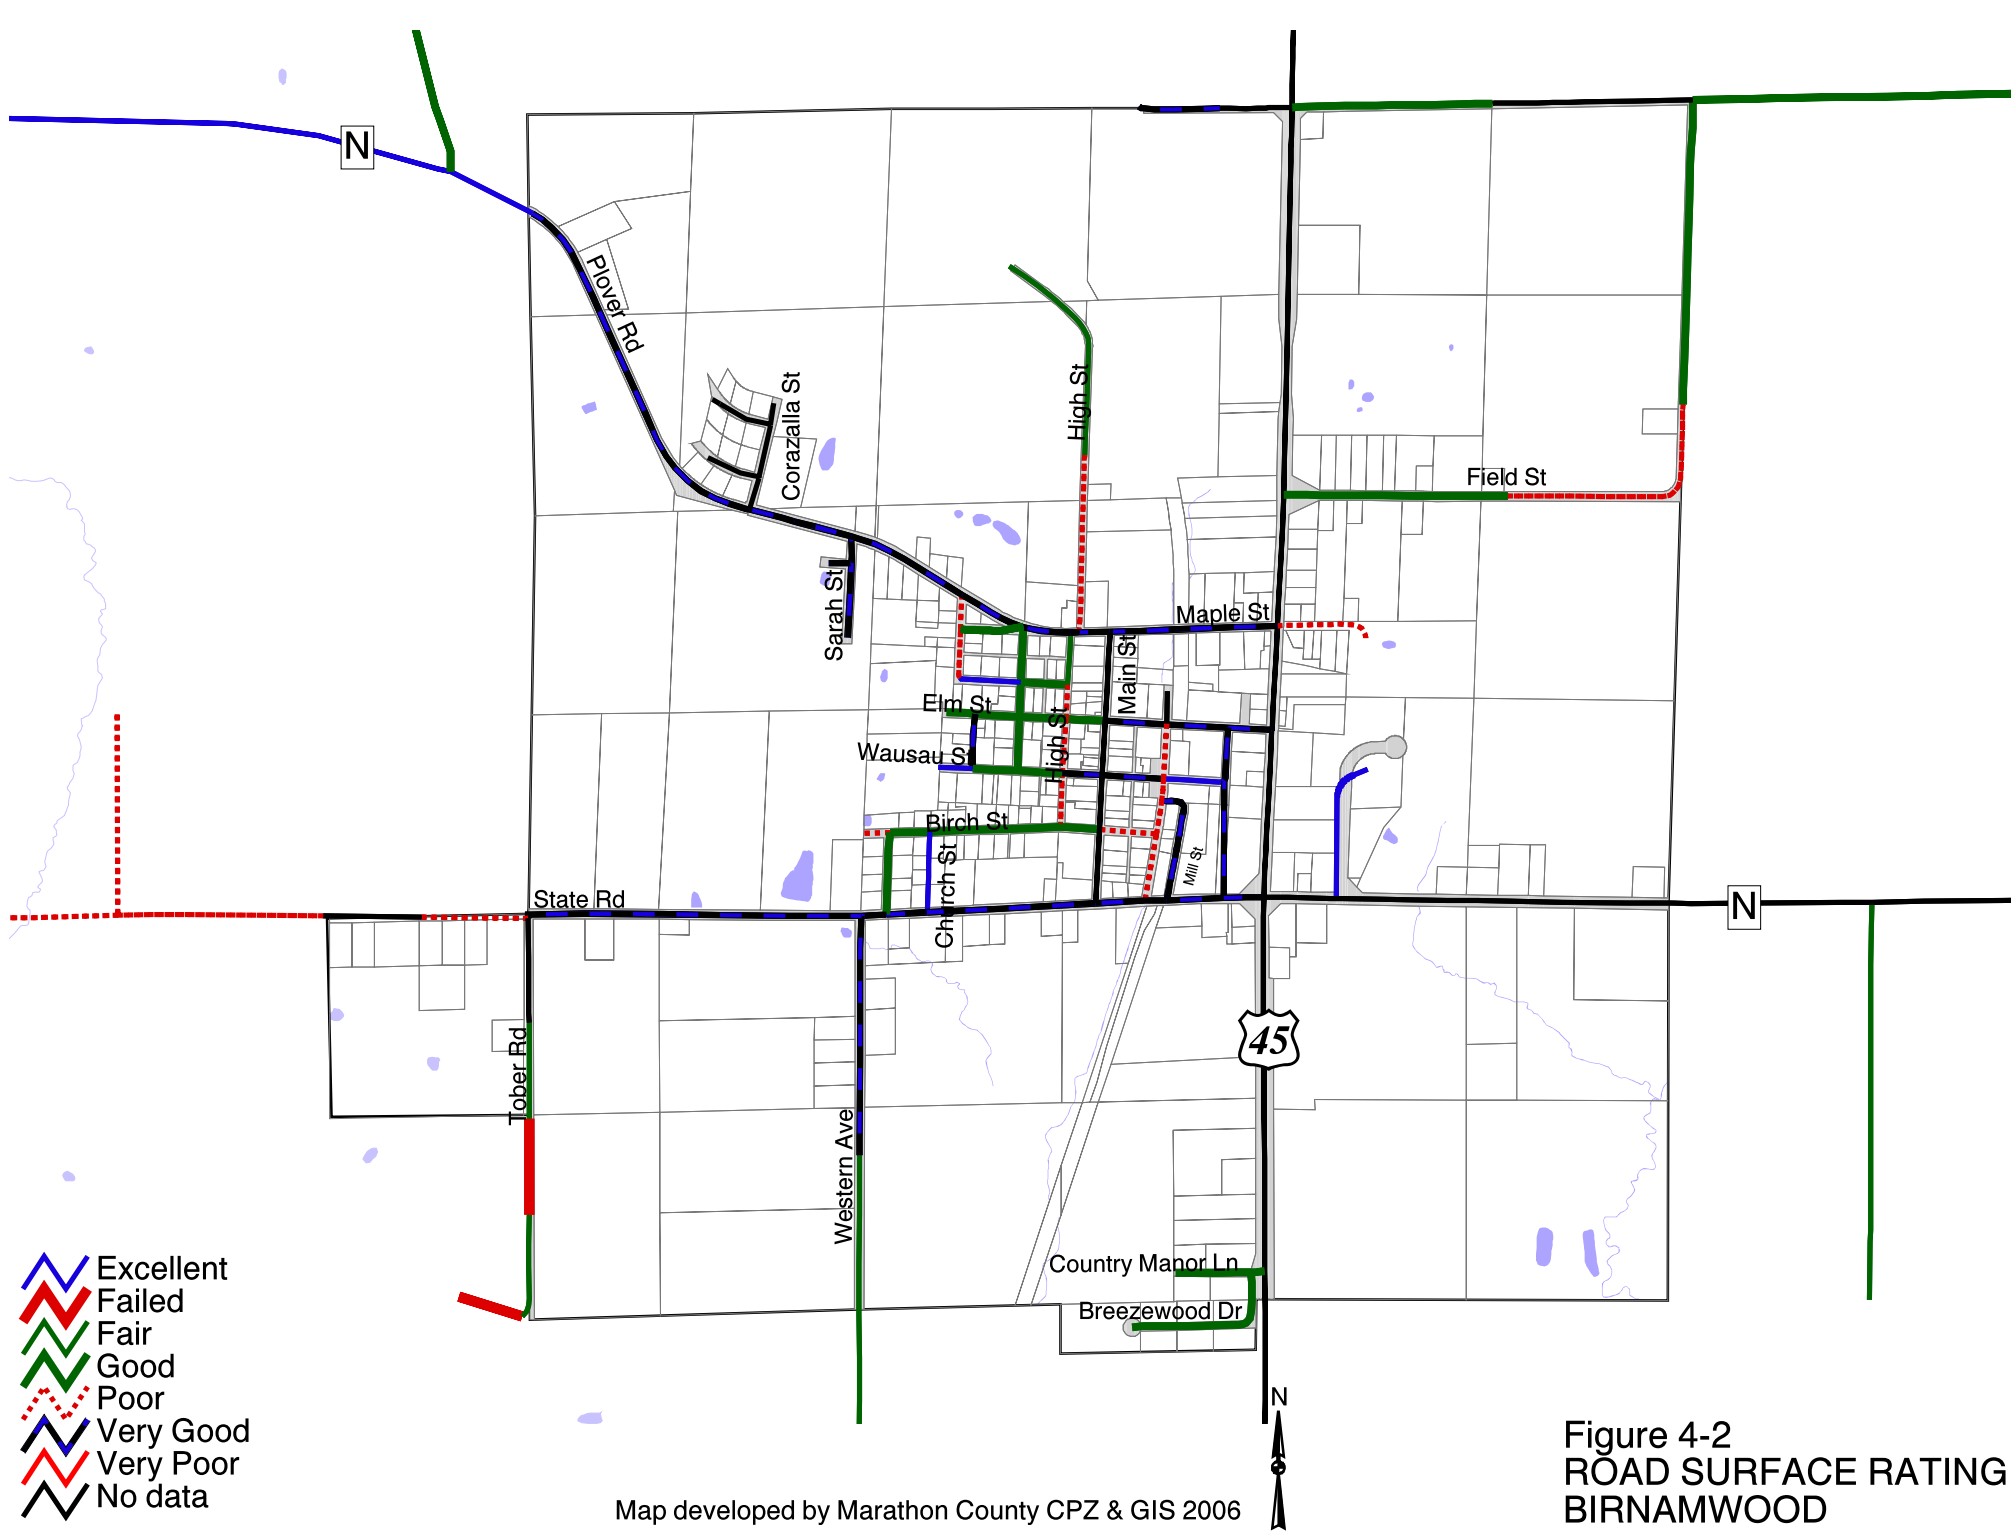 N
Plover Rd
Corazalla St
High St
Field St
Sarah St
Maple St
Main St
Elm St
High St
Wausau St
Birch St
Church St
Mill St
State Rd
N
45
Tober Rd
Western Ave
Country Manor Ln
Breezewood Dr
Excellent
Failed
Fair
Good
Poor
Very Good
Very Poor
No data
N
Map developed by Marathon County CPZ & GIS 2006
Figure 4-2
ROAD SURFACE RATING
BIRNAMWOOD